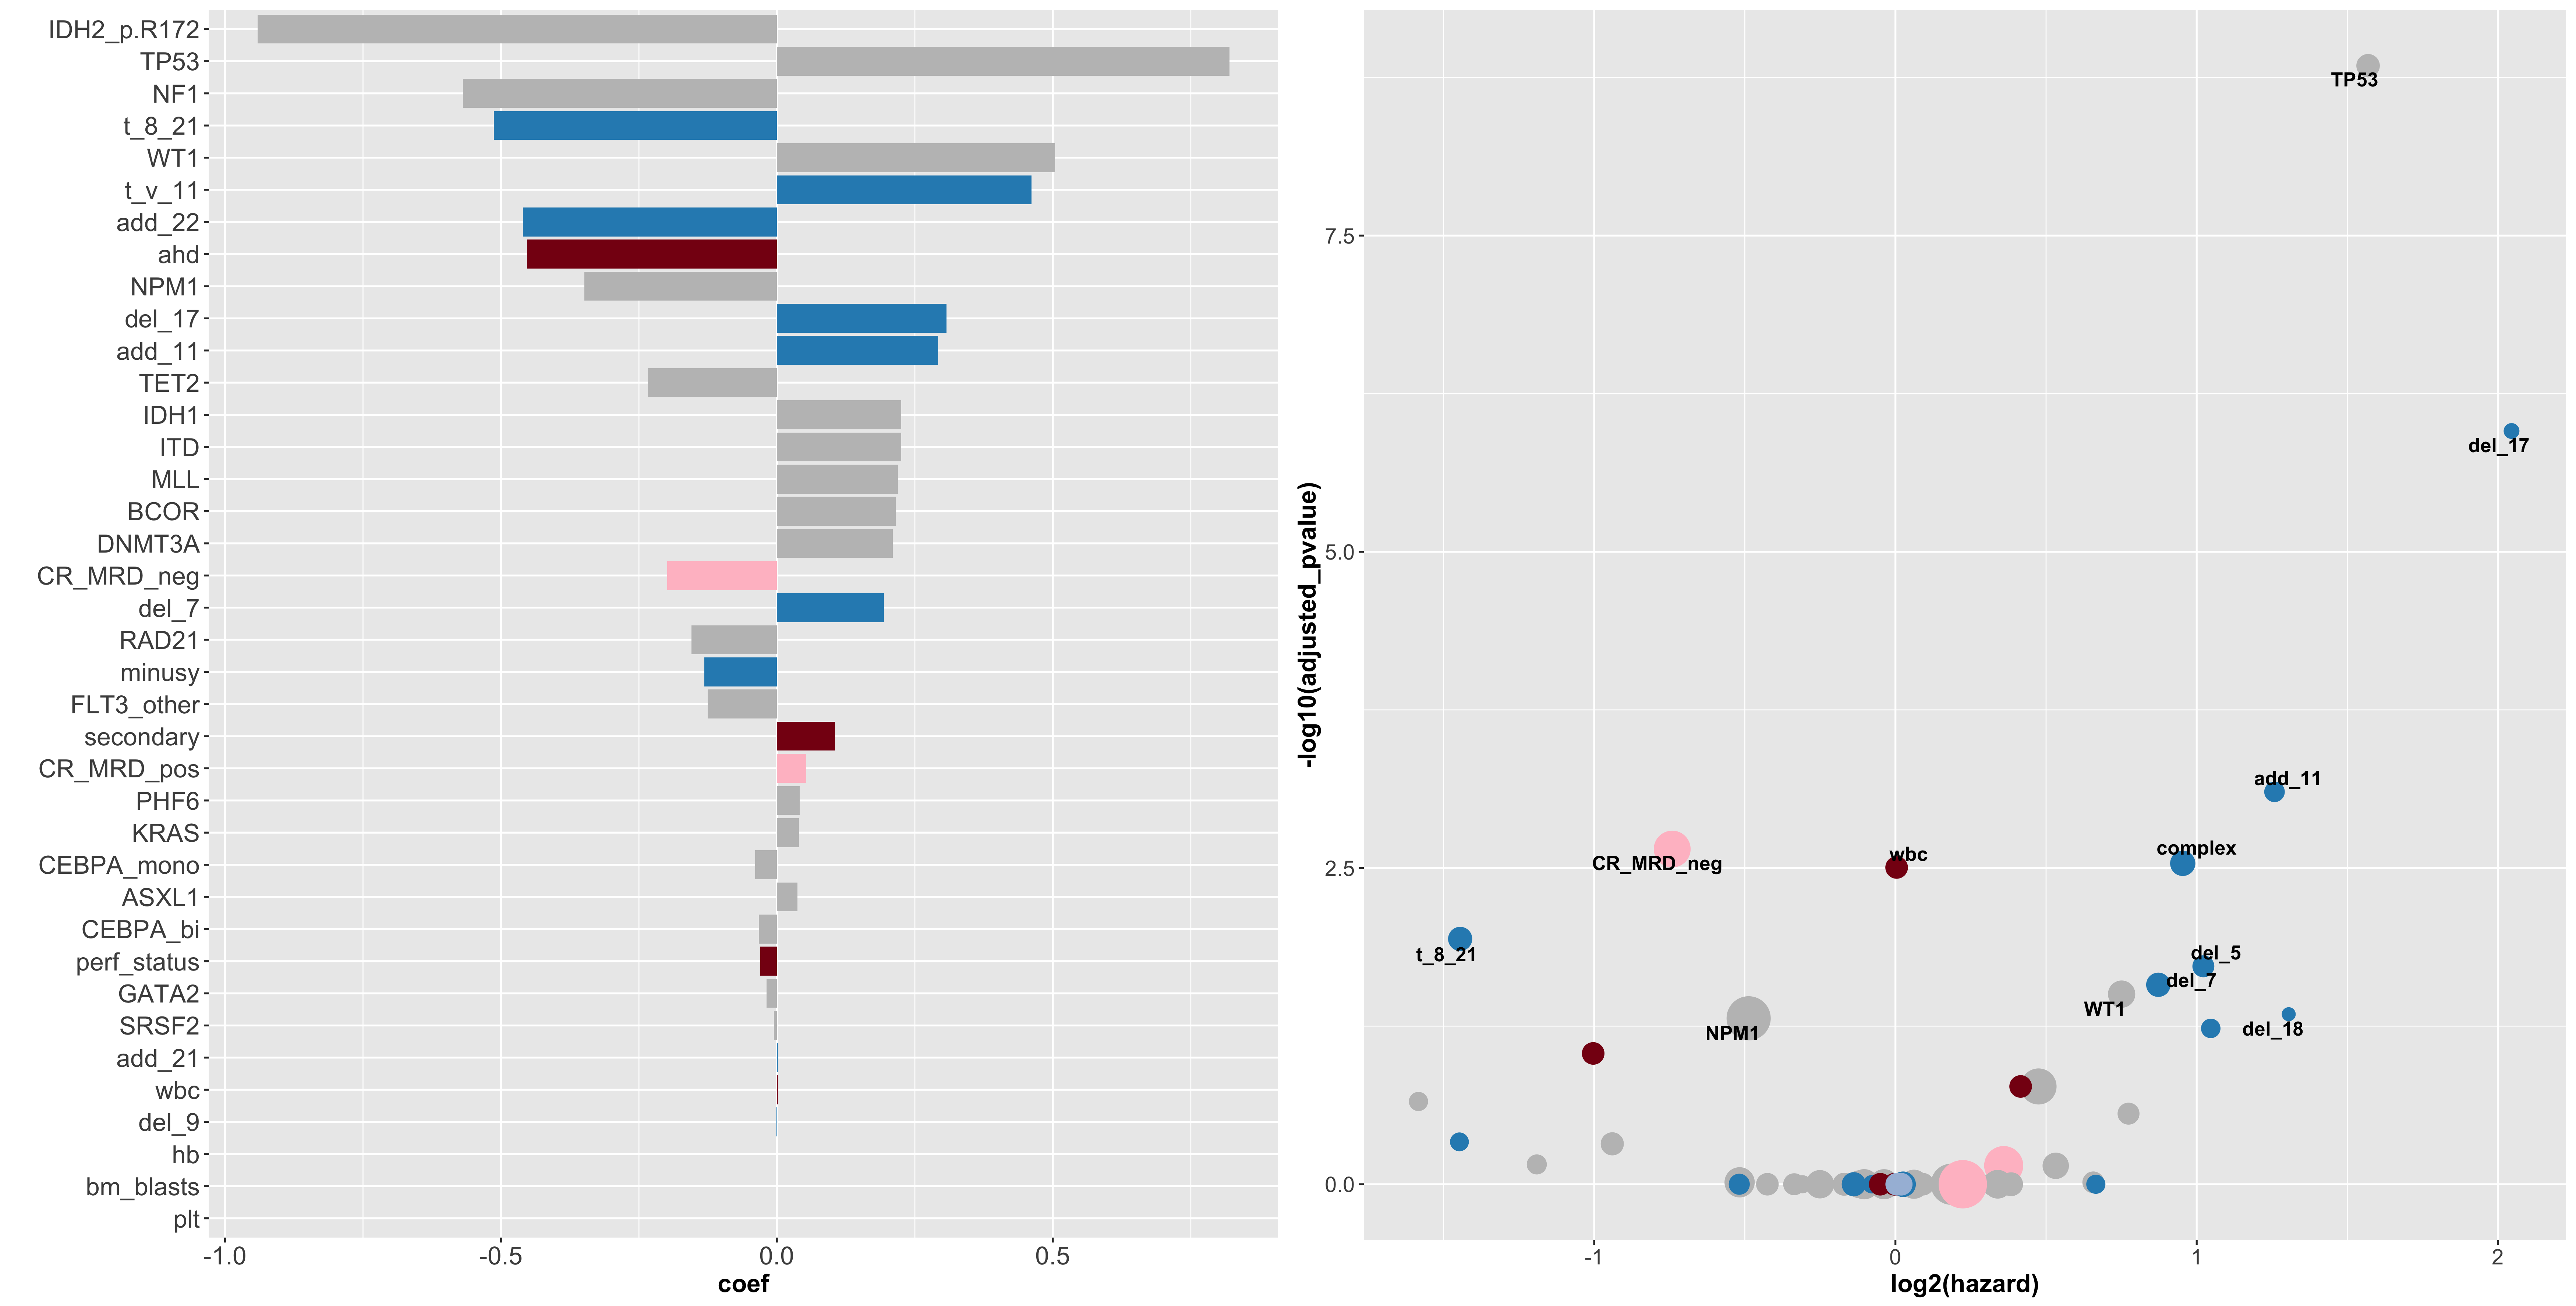 IDH2_p.R172
TP53
NF1
t_8_21
WT1
t_v_11
add_22
ahd
NPM1
del_17
add_11
TET2
IDH1
ITD
MLL
BCOR
DNMT3A
CR_MRD_neg
del_7
RAD21
minusy
FLT3_other
secondary
CR_MRD_pos
PHF6
KRAS
CEBPA_mono
ASXL1
CEBPA_bi
perf_status
GATA2
SRSF2
add_21
wbc
del_9
hb
bm_blasts
plt
-1.0 -0.5 0.0 0.5
coef
-log10(adjusted_pvalue)
7.5
5.0
2.5
0.0
TP53
del_17
add_11
complex
wbc
CR_MRD_neg
t_8_21
del_5
del_7
WT1
del_18
NPM1
-1 0 1 2
log2(hazard)